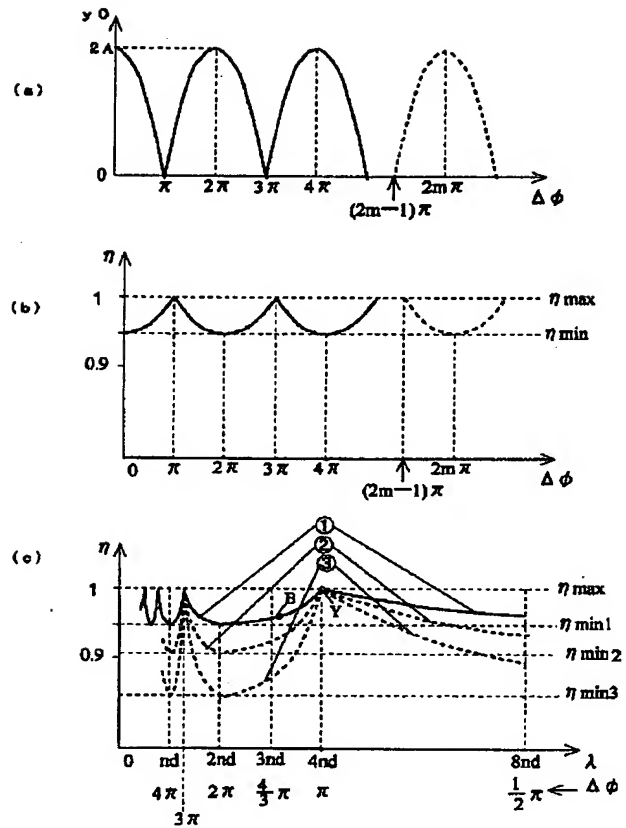 y0
2A
(a)
0
π 2π 3π 4π 2mπ
Δφ
(2m−1)π
η
(b)
1
ηmax
ηmin
0.9
0 π 2π 3π 4π 2mπ
Δφ
(2m−1)π
①
②
③
(c)
η
1
B
Y
ηmax
ηmin1
0.9
ηmin2
ηmin3
0 nd 2nd 3nd 4nd 8nd λ
4π 2π 4/3 π π 1/2 π ← Δφ
3π